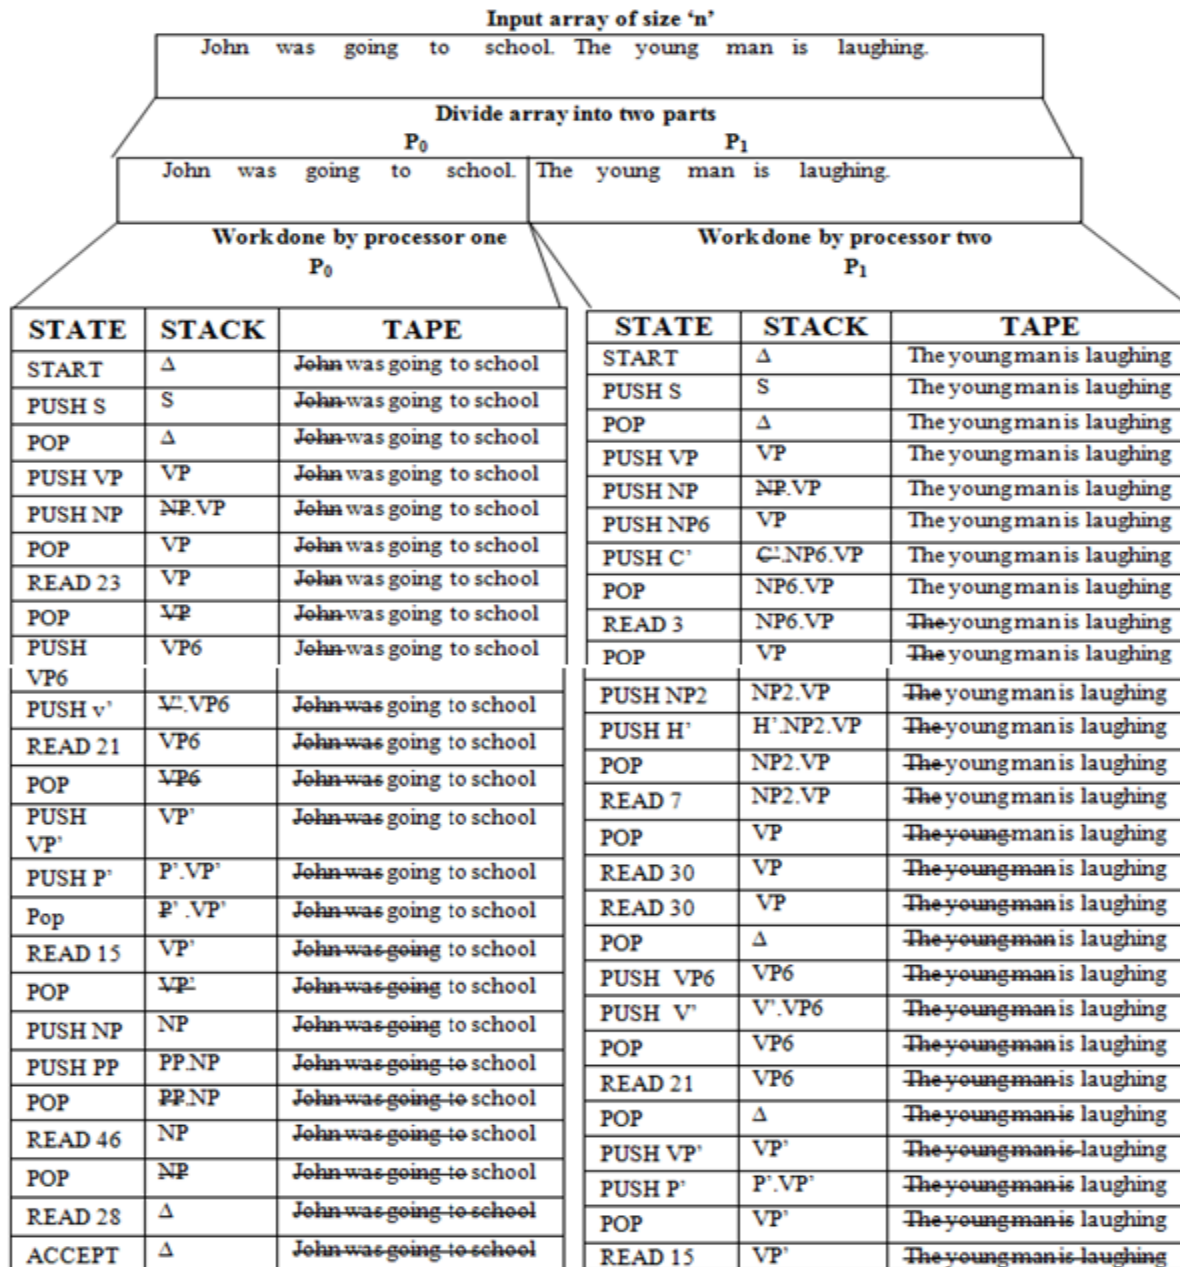 Input array of size ‘n’
John was going to school. The young man is laughing.
Divide array into two parts
P0 P1
John was going to school. The young man is laughing.
Work done by processor one Work done by processor two
P0 P1
STATE STACK TAPE
START Δ John was going to school
PUSH S S John was going to school
POP Δ John was going to school
PUSH VP VP John was going to school
PUSH NP NP.VP John was going to school
POP VP John was going to school
READ 23 VP John was going to school
POP VP John was going to school
PUSH VP6 John was going to school
VP6
PUSH v’ V’.VP6 John was going to school
READ 21 VP6 John was going to school
POP VP6 John was going to school
PUSH VP’ John was going to school
VP’
PUSH P’ P’.VP’ John was going to school
Pop P’ .VP’ John was going to school
READ 15 VP’ John was going to school
POP VP’ John was going to school
PUSH NP NP John was going to school
PUSH PP PP.NP John was going to school
POP PP.NP John was going to school
READ 46 NP John was going to school
POP NP John was going to school
READ 28 Δ John was going to school
ACCEPT Δ John was going to school
STATE STACK TAPE
START Δ The young man is laughing
PUSH S S The young man is laughing
POP Δ The young man is laughing
PUSH VP VP The young man is laughing
PUSH NP NP.VP The young man is laughing
PUSH NP6 VP The young man is laughing
PUSH C’ C’.NP6.VP The young man is laughing
POP NP6.VP The young man is laughing
READ 3 NP6.VP The young man is laughing
POP VP The young man is laughing
PUSH NP2 NP2.VP The young man is laughing
PUSH H’ H’.NP2.VP The young man is laughing
POP NP2.VP The young man is laughing
READ 7 NP2.VP The young man is laughing
POP VP The young man is laughing
READ 30 VP The young man is laughing
READ 30 VP The young man is laughing
POP Δ The young man is laughing
PUSH VP6 VP6 The young man is laughing
PUSH V’ V’.VP6 The young man is laughing
POP VP6 The young man is laughing
READ 21 VP6 The young man is laughing
POP Δ The young man is laughing
PUSH VP’ VP’ The young man is laughing
PUSH P’ P’.VP’ The young man is laughing
POP VP’ The young man is laughing
READ 15 VP’ The young man is laughing